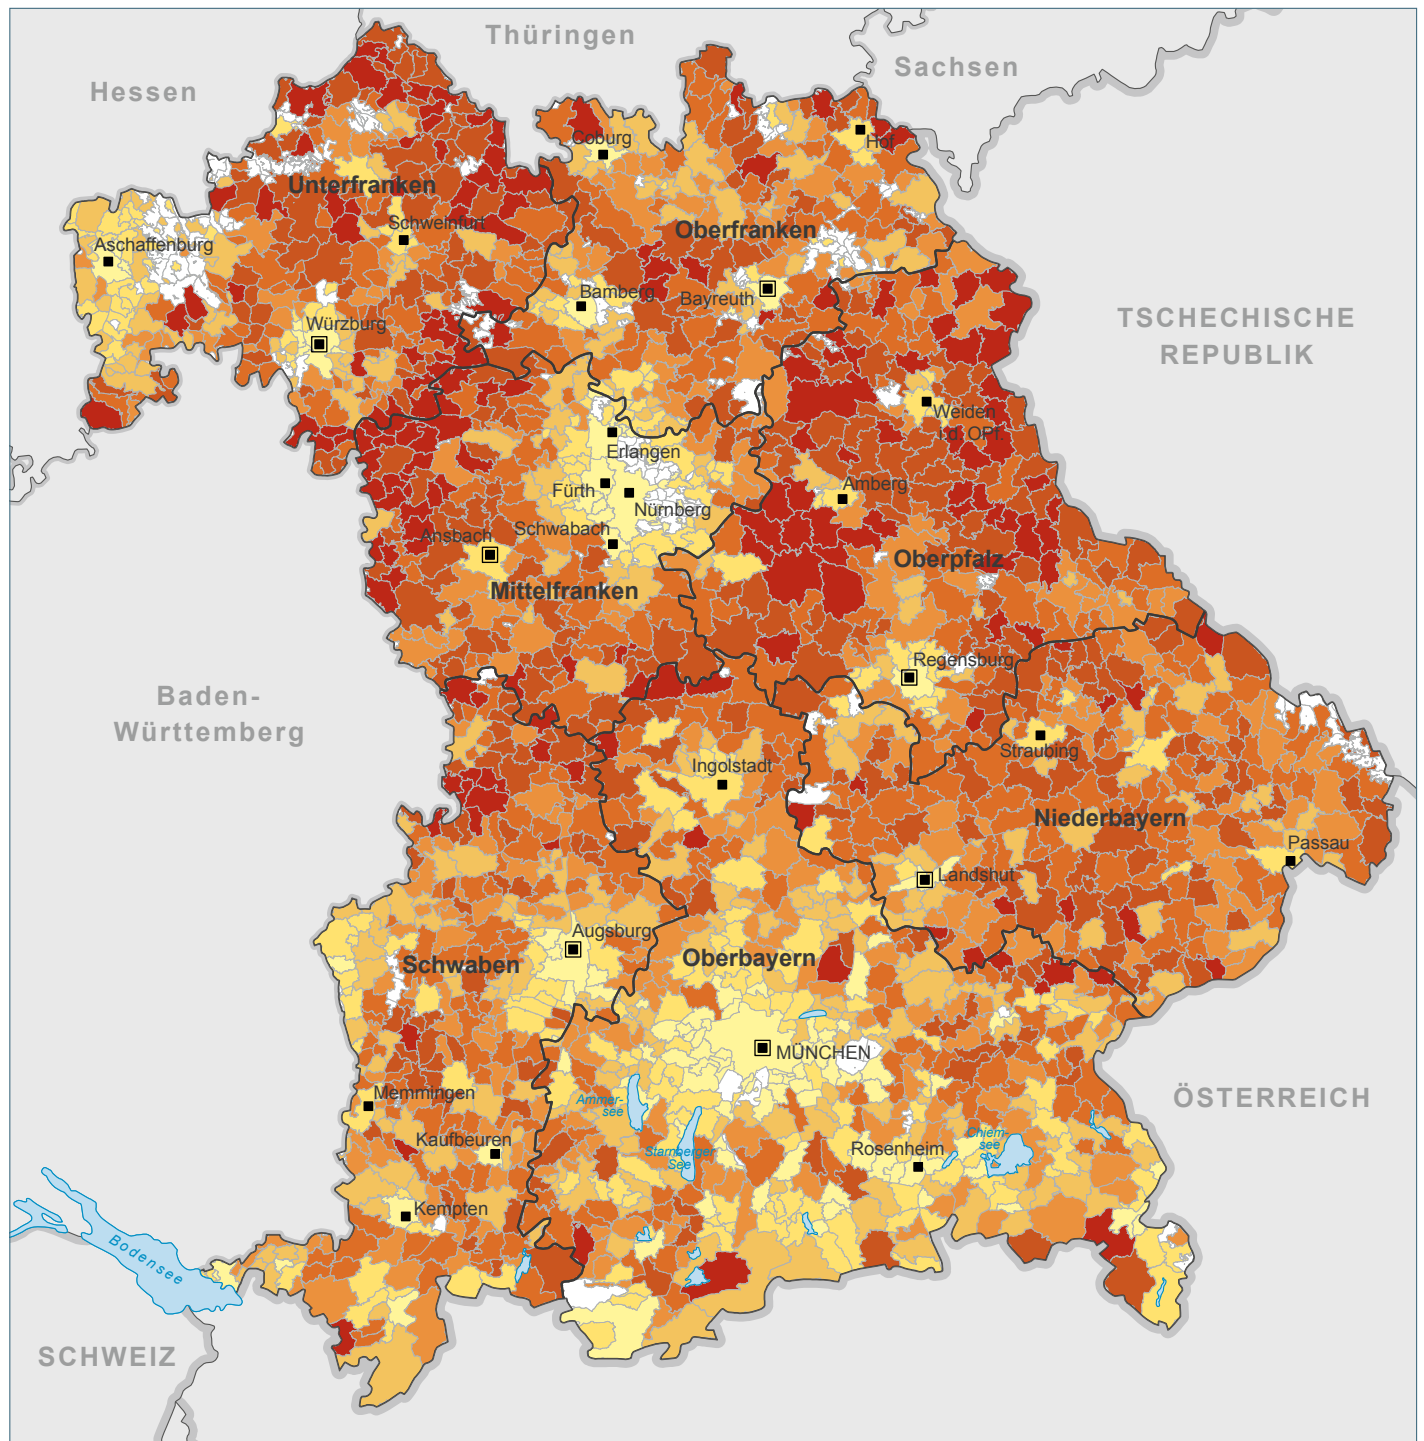 Thüringen
Sachsen
Hessen
Coburg
Hof
Unterfranken
Schweinfurt
Oberfranken
Aschaffenburg
Bamberg
Bayreuth
Würzburg
TSCHECHISCHE
REPUBLIK
Weiden
i.d. OPf.
Erlangen
Fürth
Nürnberg
Amberg
Schwabach
Ansbach
Oberpfalz
Mittelfranken
Regensburg
Baden-
Württemberg
Straubing
Ingolstadt
Niederbayern
Passau
Landshut
Augsburg
Schwaben
Oberbayern
MÜNCHEN
Memmingen
Ammer-
see
ÖSTERREICH
Kaufbeuren
Starnberger
See
Rosenheim
Chiem-
see
Kempten
Bodensee
SCHWEIZ